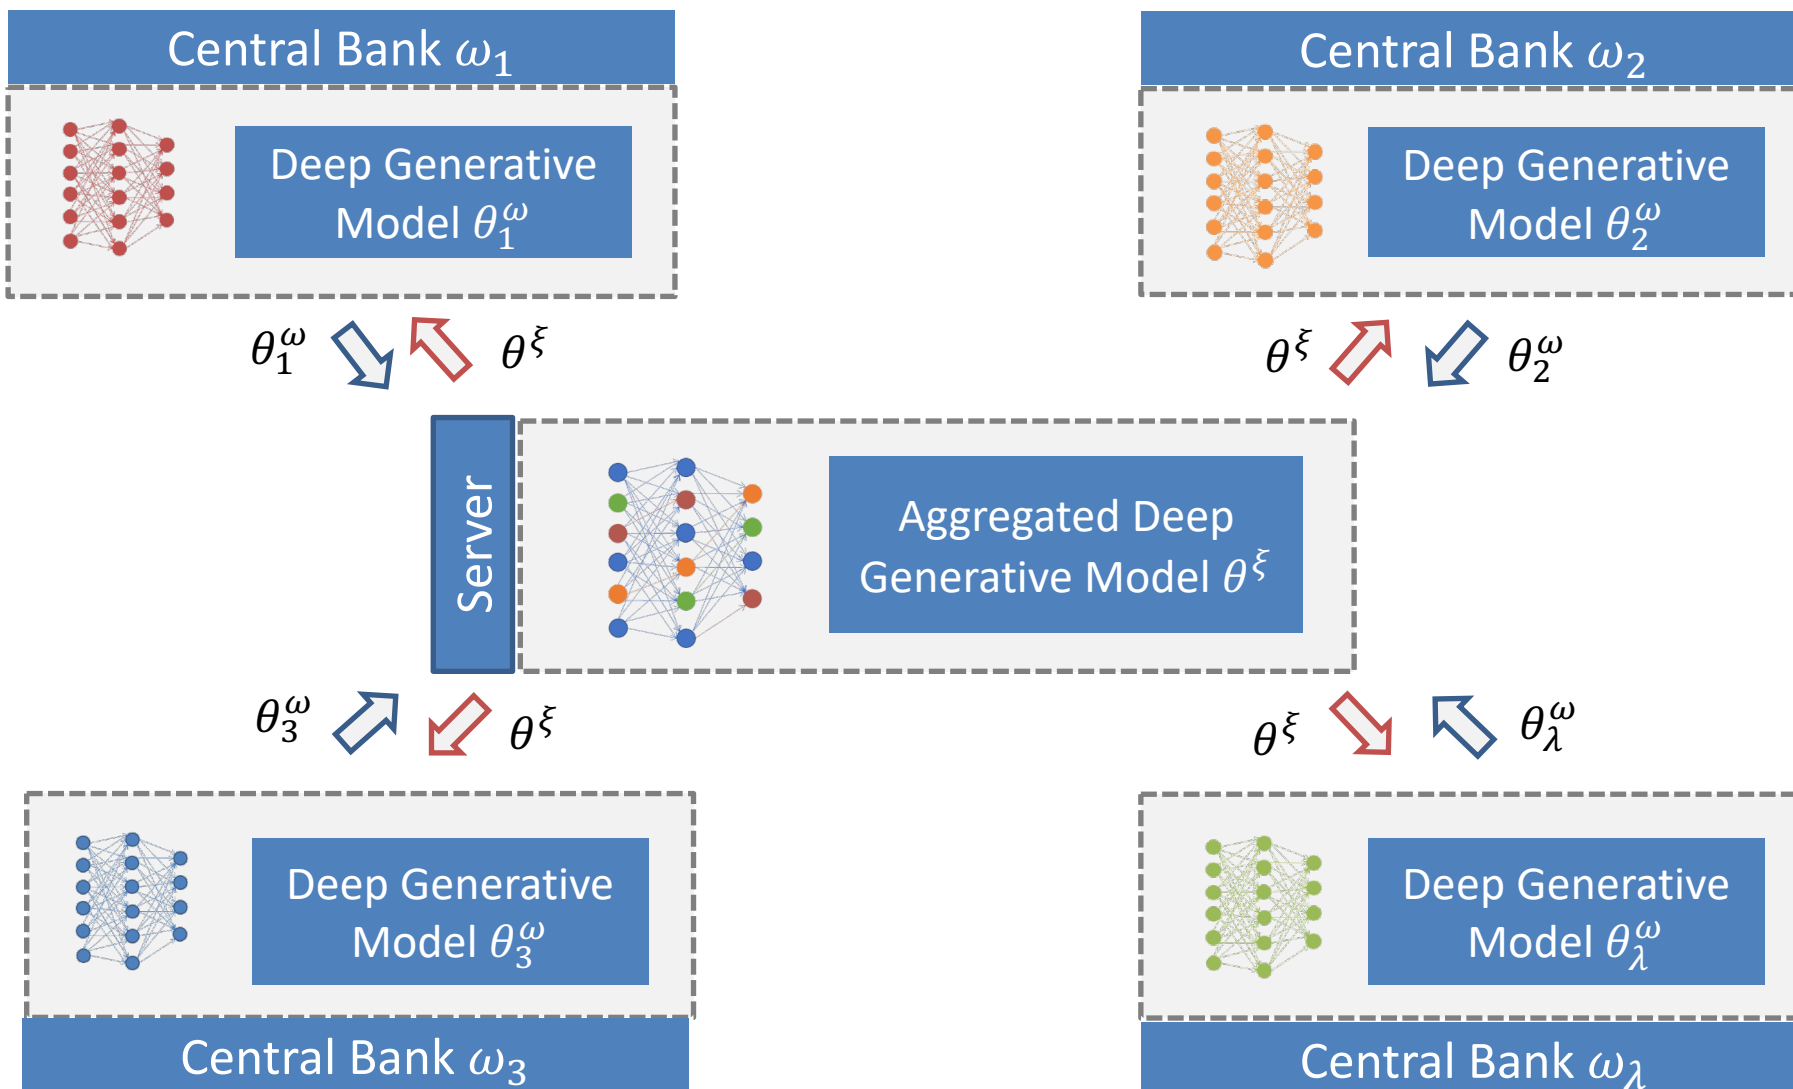 Central Bank ω₁
Central Bank ω₂
Deep Generative
Model θ₁^ω
Deep Generative
Model θ₂^ω
θ₁^ω
θ^ξ
θ^ξ
θ₂^ω
Server
Aggregated Deep
Generative Model θ^ξ
θ₃^ω
θ^ξ
θ^ξ
θ_λ^ω
Deep Generative
Model θ₃^ω
Deep Generative
Model θ_λ^ω
Central Bank ω₃
Central Bank ω_λ